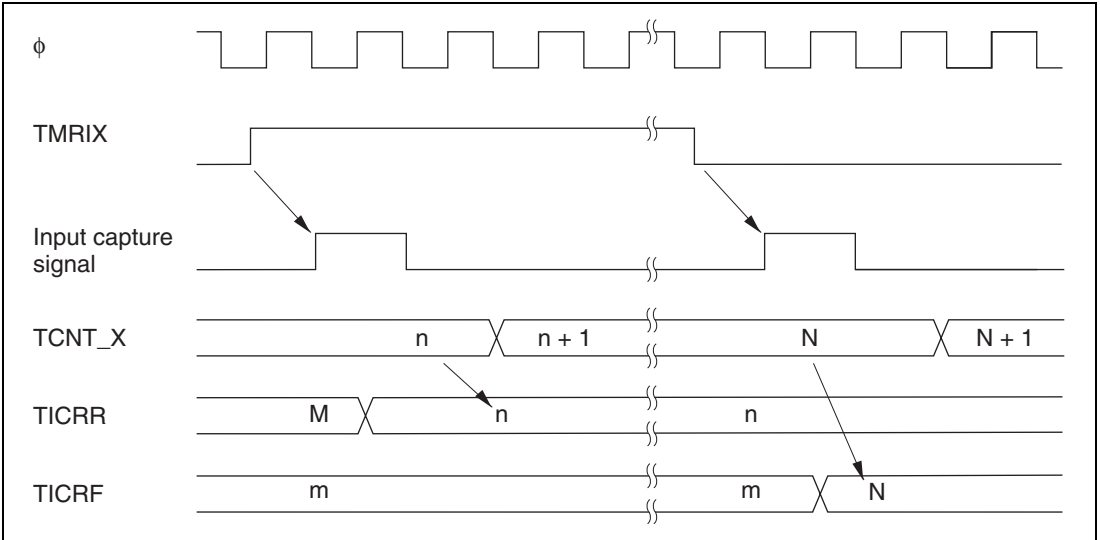 φ
TMRIX
Input capture
signal
TCNT_X n n + 1 N N + 1
TICRR M n n
TICRF m m N